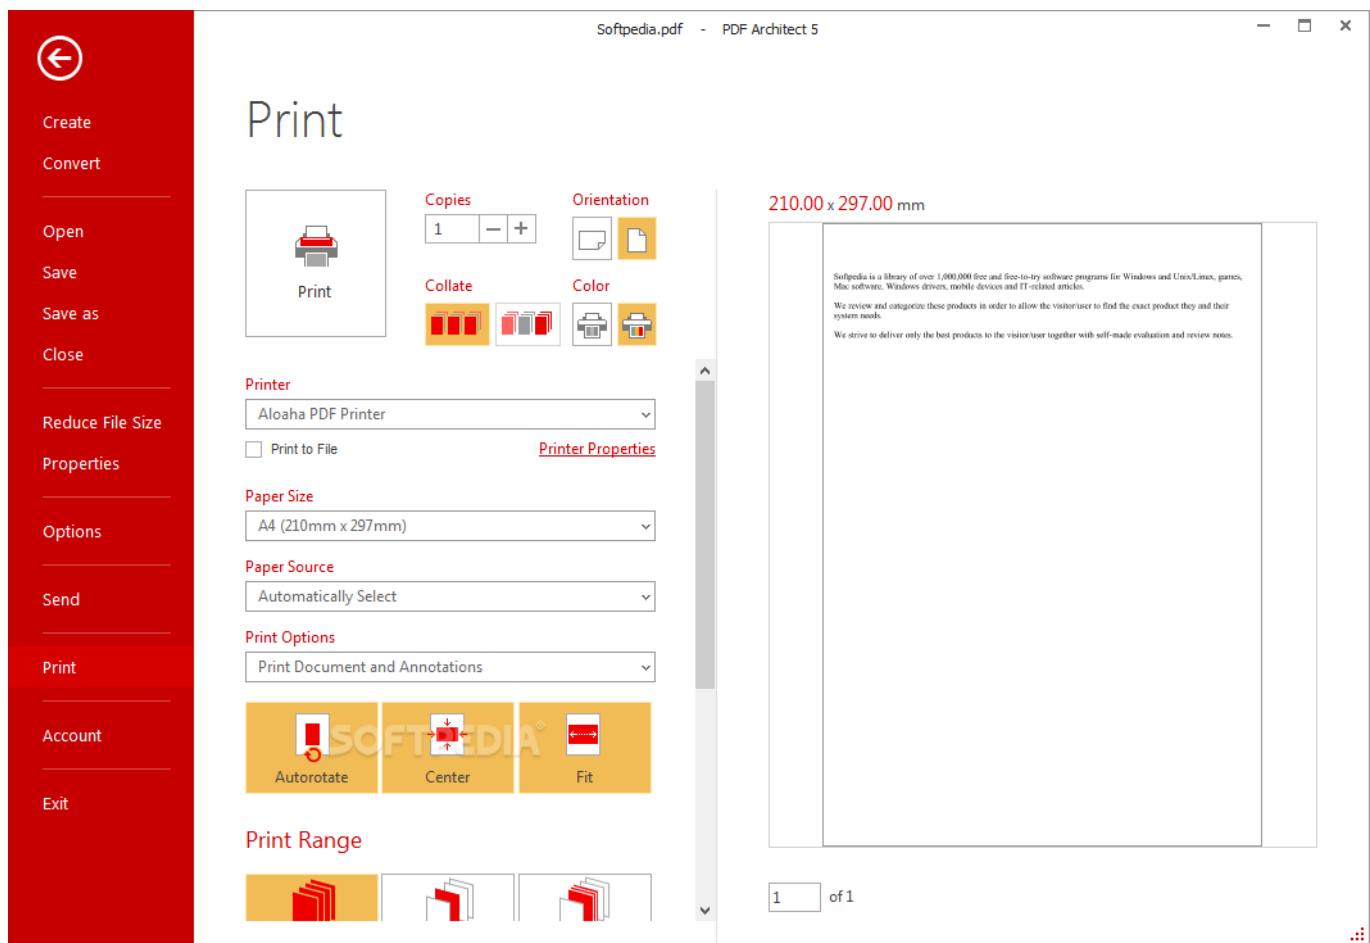 Softpedia.pdf - PDF Architect 5
Create
Convert
Open
Save
Save as
Close
Reduce File Size
Properties
Options
Send
Print
Account
Exit
Print
Print
Copies
1
Orientation
Collate
Color
Printer
Aloaha PDF Printer
Print to File
Printer Properties
Paper Size
A4 (210mm x 297mm)
Paper Source
Automatically Select
Print Options
Print Document and Annotations
SOFTPEDIA®
Autorotate
Center
Fit
Print Range
210.00 x 297.00 mm
Softpedia is a library of over 1,000,000 free and free-to-try software programs for Windows and Unix/Linux, games,
Mac software, Windows drivers, mobile devices and IT-related articles.
We review and categorize these products in order to allow the visitor/user to find the exact product they and their
system needs.
We strive to deliver only the best products to the visitor/user together with self-made evaluation and review notes.
1 of 1